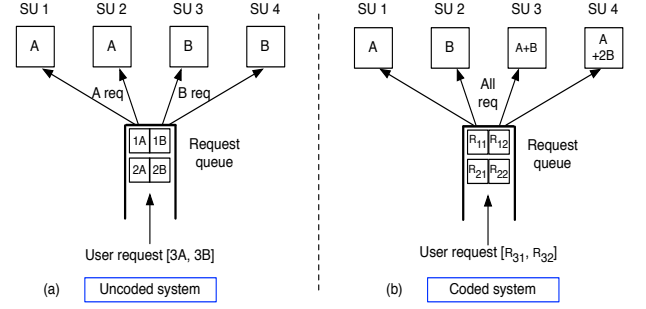 SU 1 SU 2 SU 3 SU 4
A A B B
A req B req
1A 1B
2A 2B
Request
queue
User request [3A, 3B]
(a) Uncoded system
SU 1 SU 2 SU 3 SU 4
A B A+B A
+2B
All
req
R11 R12
R21 R22
Request
queue
User request [R31, R32]
(b) Coded system